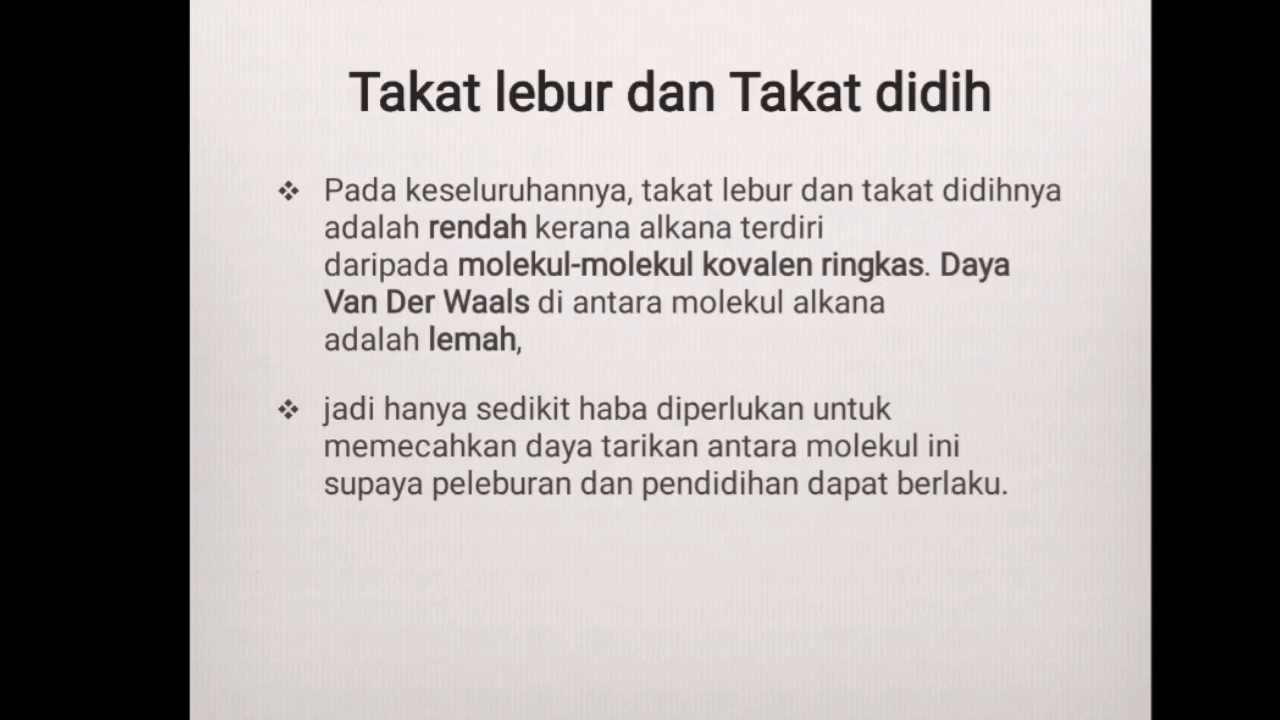 Takat lebur dan Takat didih
❖ Pada keseluruhannya, takat lebur dan takat didihnya
adalah rendah kerana alkana terdiri
daripada molekul-molekul kovalen ringkas. Daya
Van Der Waals di antara molekul alkana
adalah lemah,
❖ jadi hanya sedikit haba diperlukan untuk
memecahkan daya tarikan antara molekul ini
supaya peleburan dan pendidihan dapat berlaku.